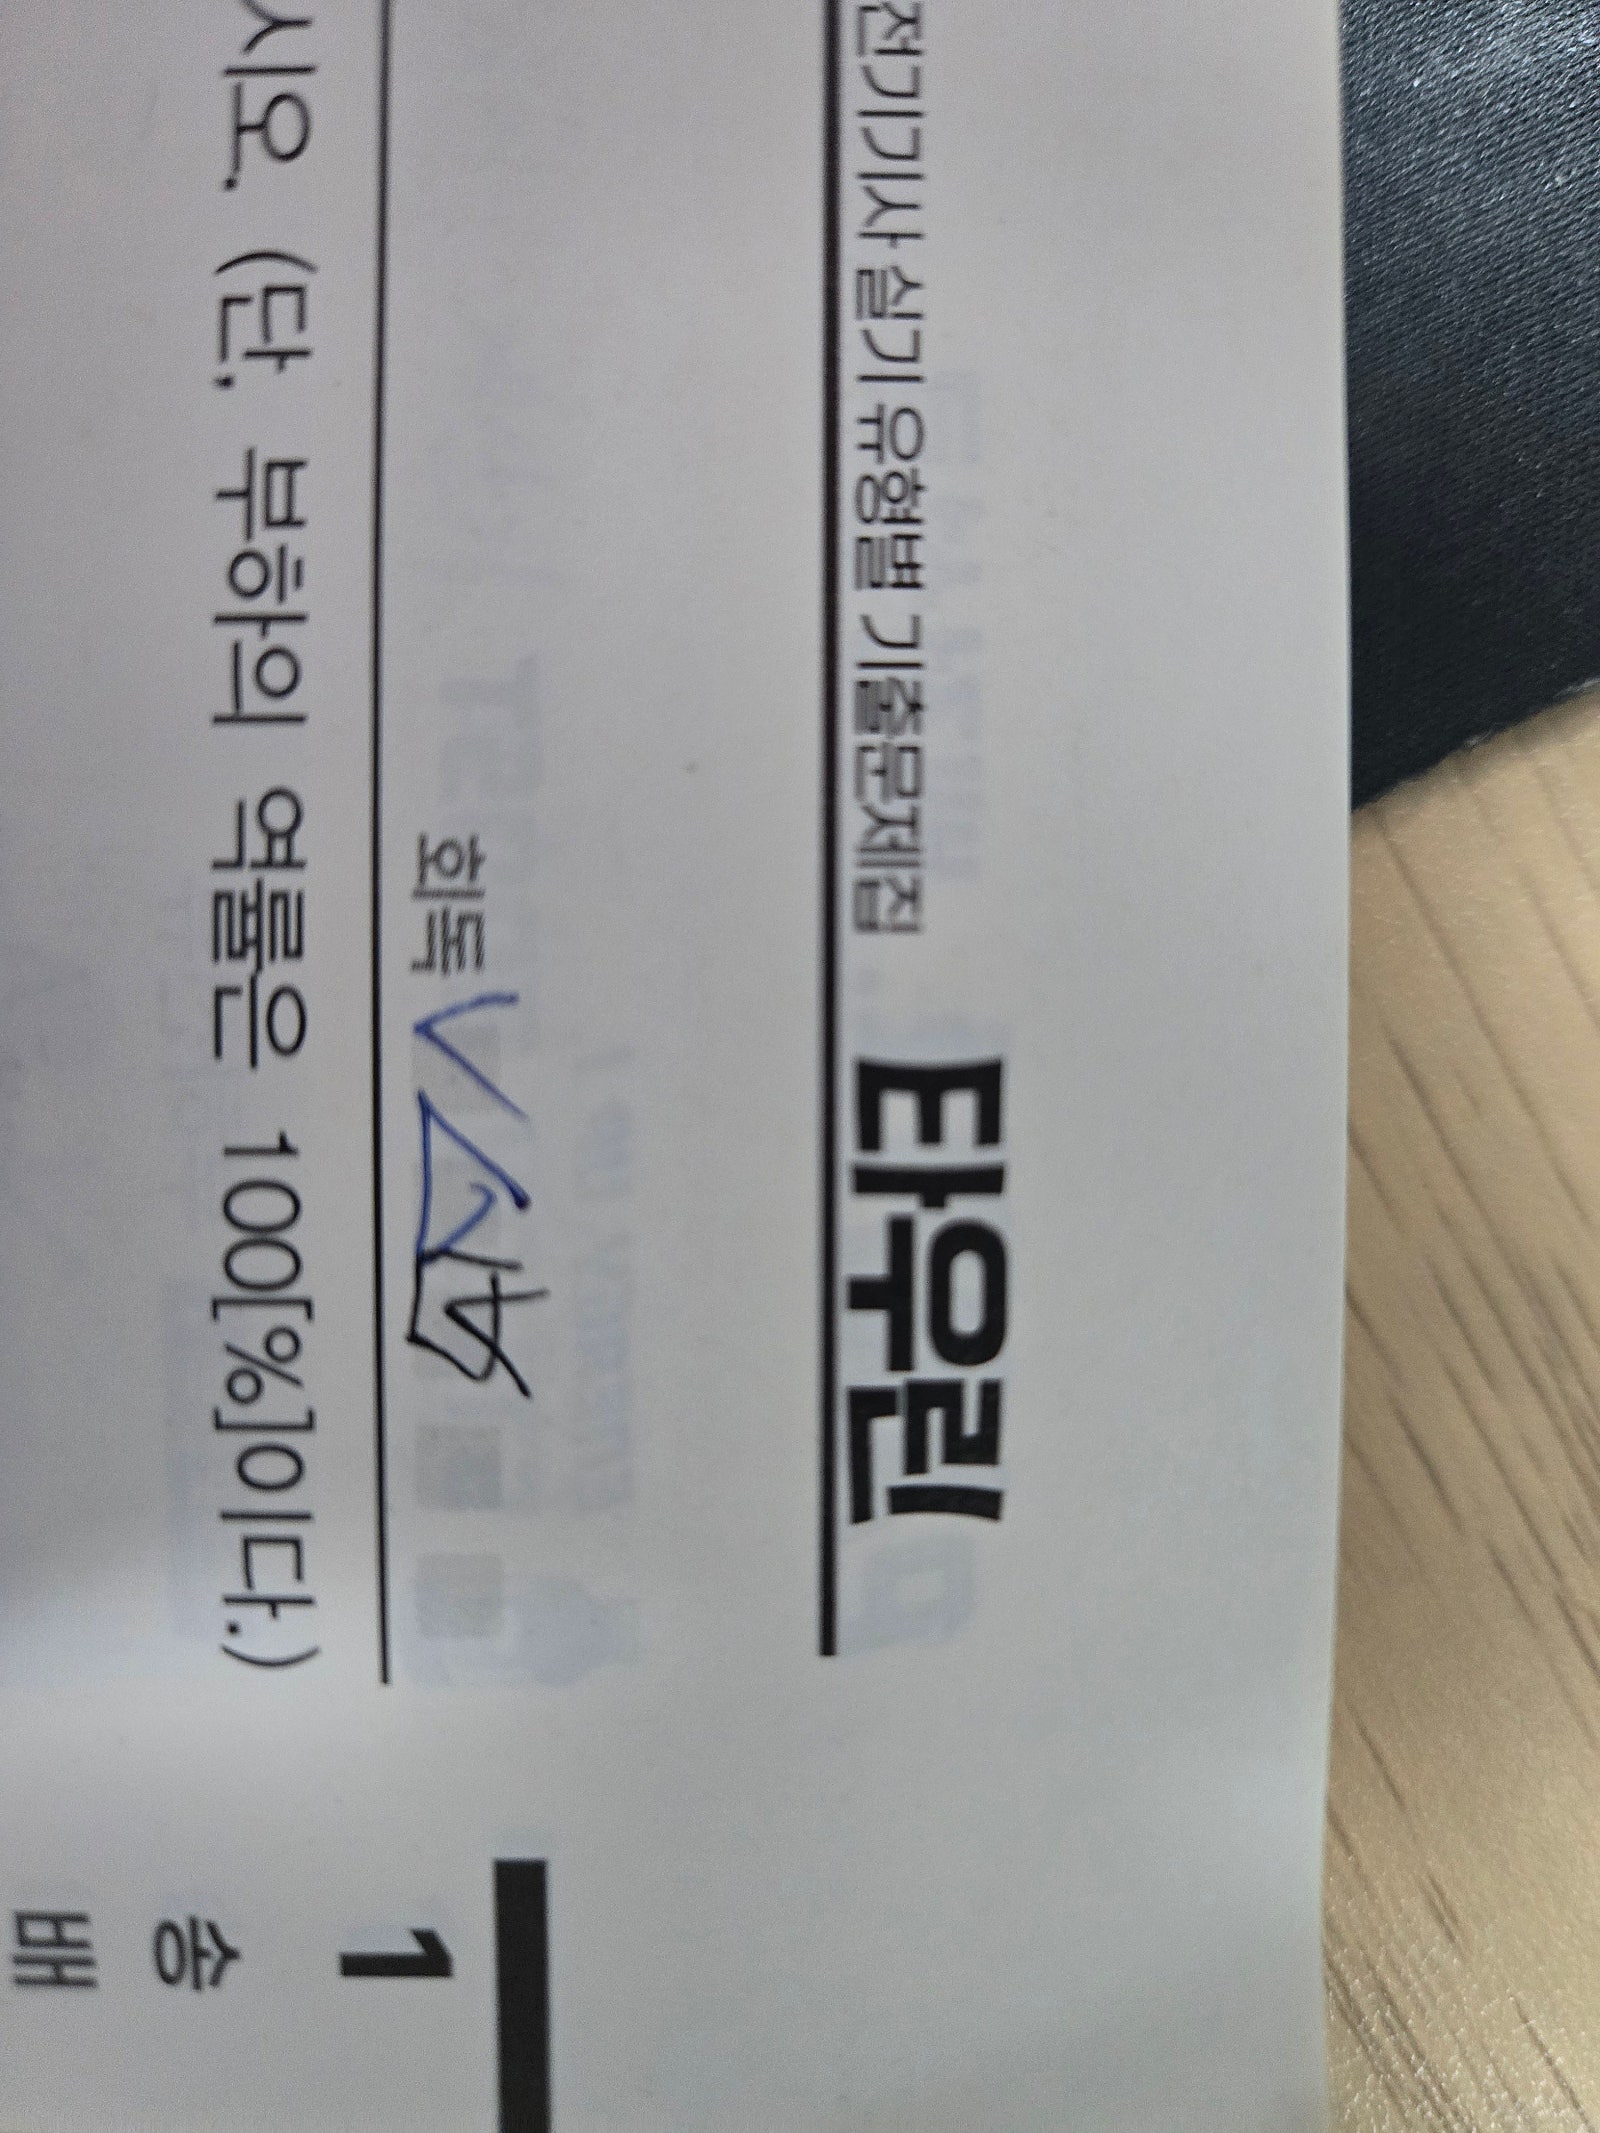 전기기사 실기 유형별 기출문제집 타우린
회독
시오. (단, 부하의 역률은 100[%]이다.)
1
송
배